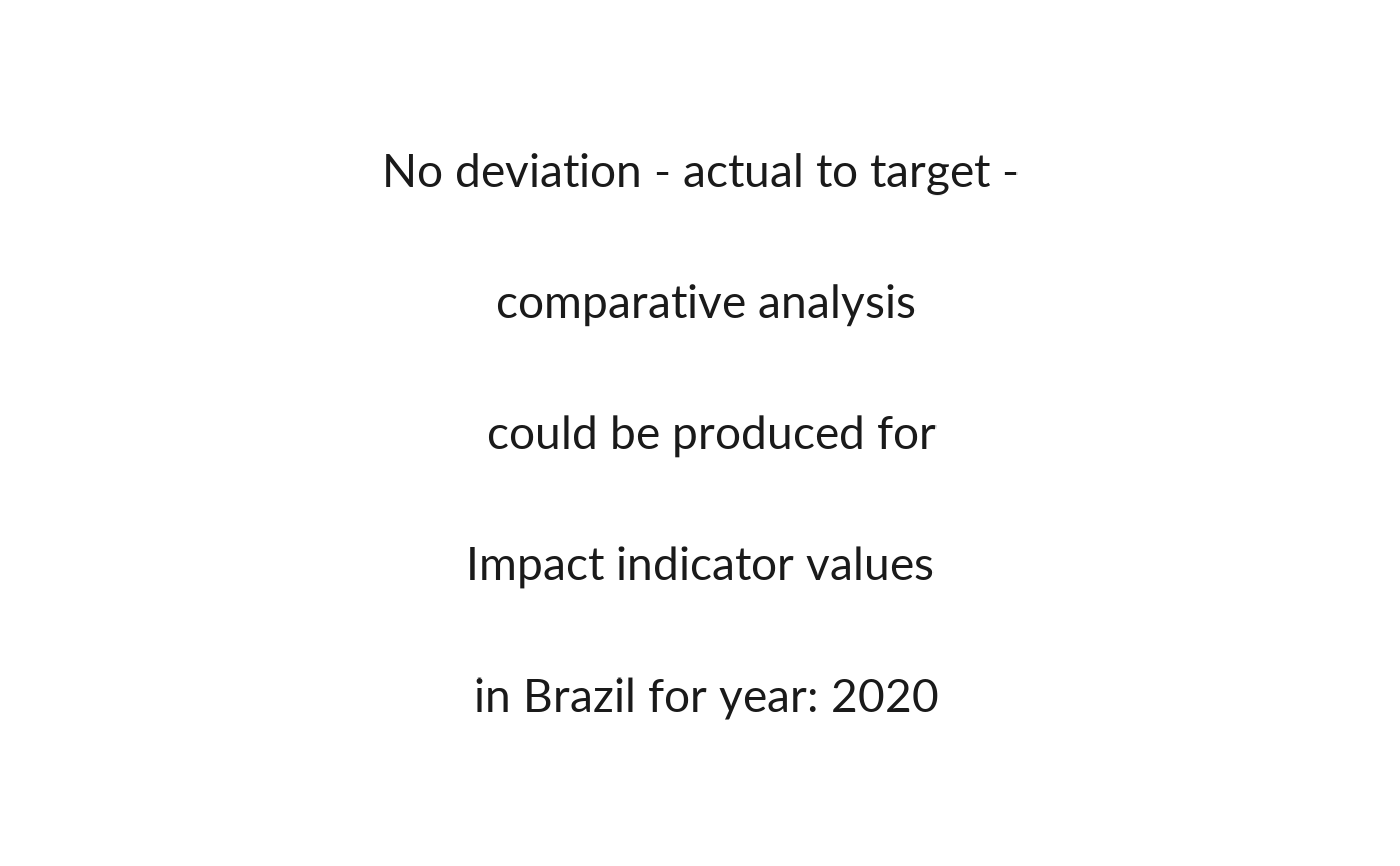 No deviation - actual to target -
comparative analysis
could be produced for
Impact indicator values
in Brazil for year: 2020